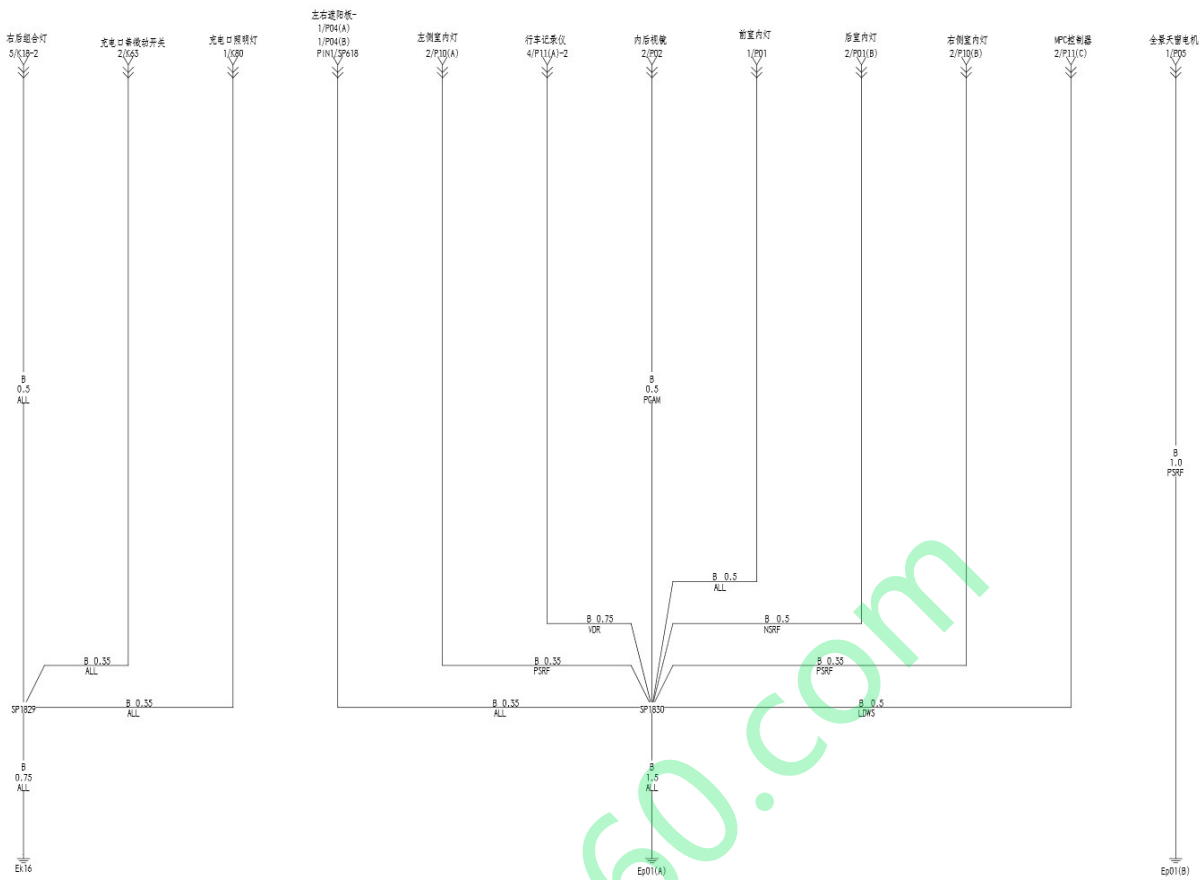 右后组合灯
5/K18-2
充电口盖微动开关
2/K63
充电口照明灯
1/K80
左右遮阳板-
1/P04(A)
1/P04(B)
PIN1/SP618
左侧室内灯
2/P10(A)
行车记录仪
4/P11(A)-2
内后视镜
2/P02
前室内灯
1/P01
后室内灯
2/P01(B)
右侧室内灯
2/P10(B)
MPC控制器
2/P11(C)
全景天窗电机
1/P05
B
0.5
ALL
B
0.5
PGAM
B
1.0
PSRF
B 0.5
ALL
B 0.75
VDR
B 0.5
NSRF
B 0.35
ALL
B 0.35
PSRF
B 0.35
PSRF
SP1829
B 0.35
ALL
B 0.35
ALL
SP1830
B 0.5
LDWS
B
0.75
ALL
B
1.5
ALL
Ek16
Ep01(A)
Ep01(B)
60.com